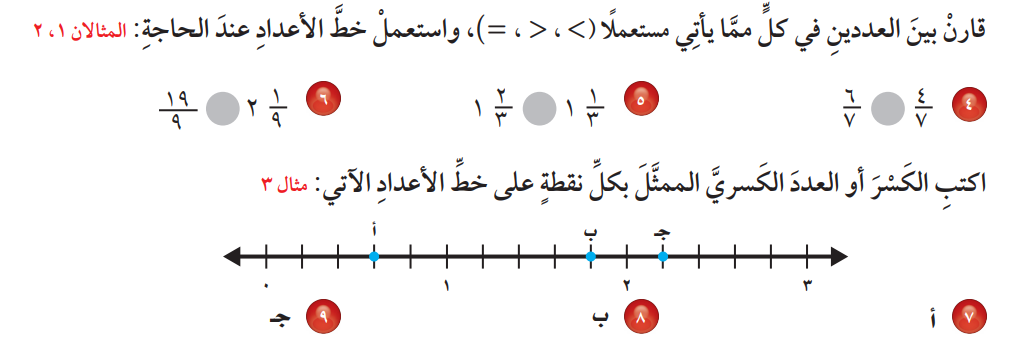 قارنْ بينَ العددينِ في كلٍّ ممَّا يأتِي مستعملًا (> ، < ، =)، واستعملْ خطَّ الأعدادِ عندَ الحاجةِ: المثالان ١، ٢
٤ ٤/٧ ٦/٧ ٥ ١ ١/٣ ١ ٢/٣ ٦ ٢ ١/٩ ١٩/٩
اكتبِ الكَسْرَ أو العددَ الكَسريَّ الممثَّلَ بكلِّ نقطةٍ على خطِّ الأعدادِ الآتي: مثال ٣
أ ب جـ
٠ ١ ٢ ٣
٧ أ ٨ ب ٩ جـ